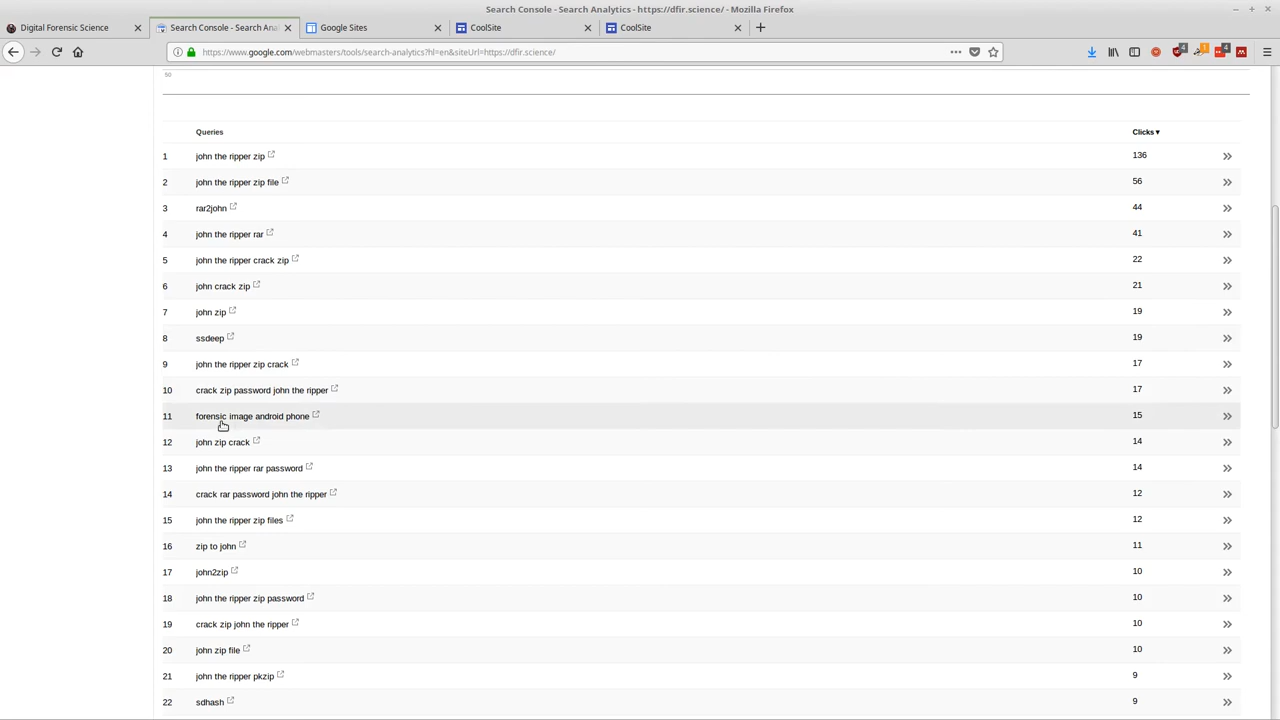 Search Console - Search Analytics - https://dfir.science/ - Mozilla Firefox
Digital Forensic Science
Search Console - Search Ana
Google Sites
CoolSite
CoolSite
https://www.google.com/webmasters/tools/search-analytics?hl=en&siteUrl=https://dfir.science/
50
Queries Clicks▼
1 john the ripper zip 136
2 john the ripper zip file 56
3 rar2john 44
4 john the ripper rar 41
5 john the ripper crack zip 22
6 john crack zip 21
7 john zip 19
8 ssdeep 19
9 john the ripper zip crack 17
10 crack zip password john the ripper 17
11 forensic image android phone 15
12 john zip crack 14
13 john the ripper rar password 14
14 crack rar password john the ripper 12
15 john the ripper zip files 12
16 zip to john 11
17 john2zip 10
18 john the ripper zip password 10
19 crack zip john the ripper 10
20 john zip file 10
21 john the ripper pkzip 9
22 sdhash 9